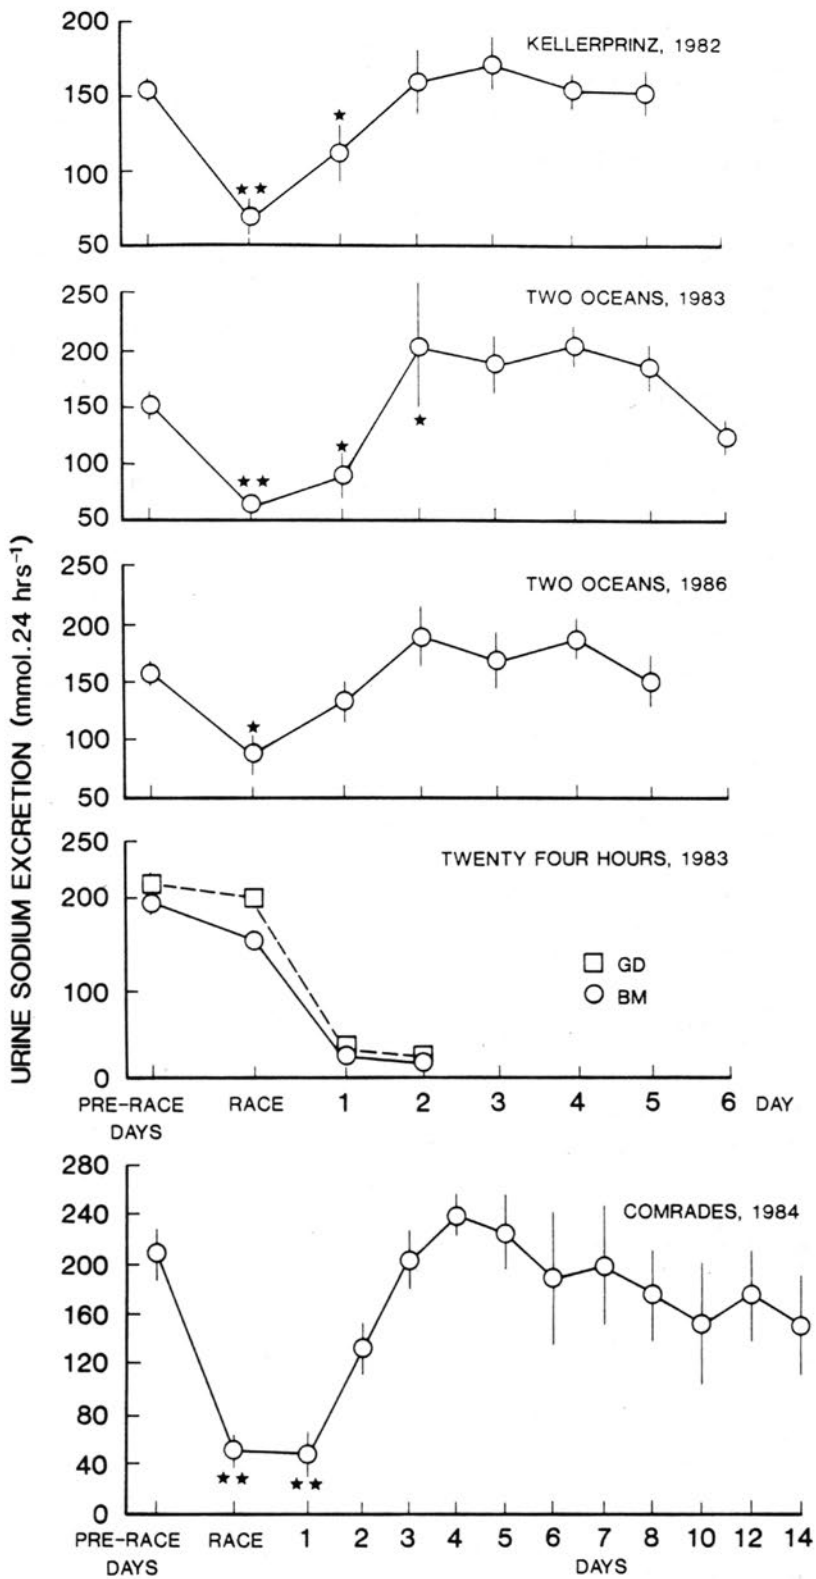 URINE SODIUM EXCRETION (mmol.24 hrs⁻¹)
KELLERPRINZ, 1982
200
150
100
50
★★
★
TWO OCEANS, 1983
250
200
150
100
50
★★
★
★
TWO OCEANS, 1986
250
200
150
100
50
★
TWENTY FOUR HOURS, 1983
250
200
100
0
GD
BM
PRE-RACE RACE 1 2 3 4 5 6 DAY
DAYS
COMRADES, 1984
280
240
200
160
120
80
40
0
★★
★★
PRE-RACE RACE 1 2 3 4 5 6 7 8 10 12 14
DAYS DAYS